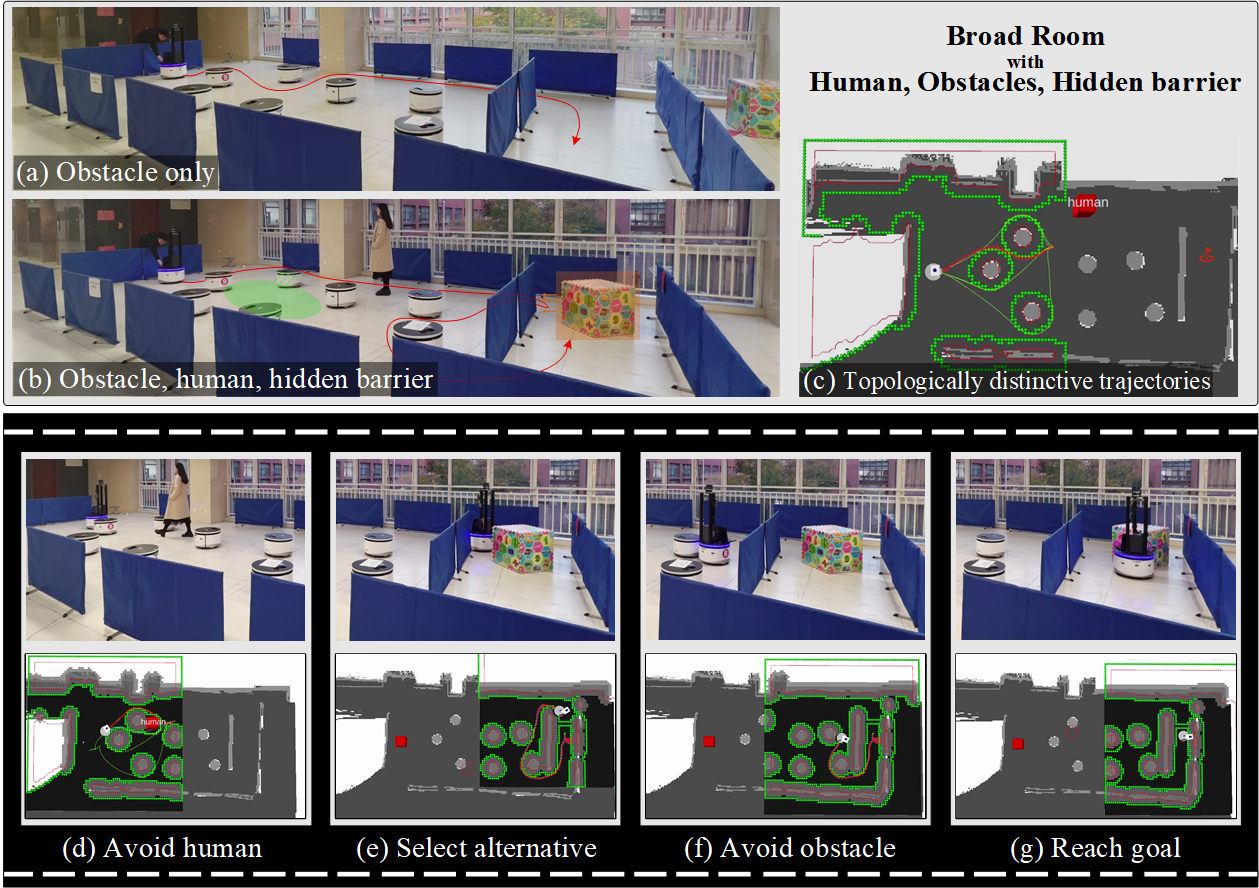 (a) Obstacle only
(b) Obstacle, human, hidden barrier
Broad Room
with
Human, Obstacles, Hidden barrier
human
(c) Topologically distinctive trajectories
human
(d) Avoid human
(e) Select alternative
(f) Avoid obstacle
(g) Reach goal